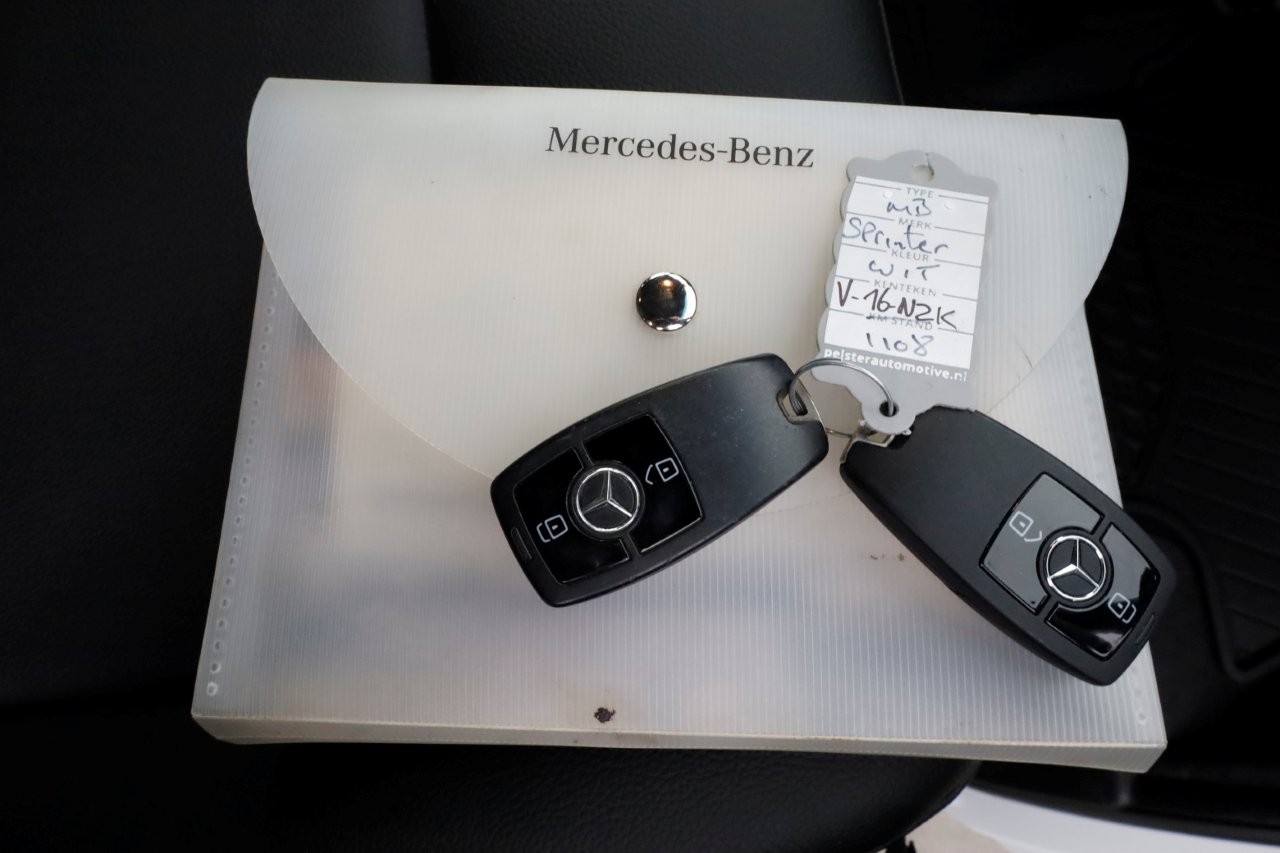 Mercedes-Benz
TYPE
MB
MERK
Sprinter
KLEUR
WIT
KENTEKEN
V-16-NZK
KM STAND
1108
pelsterautomotive.nl